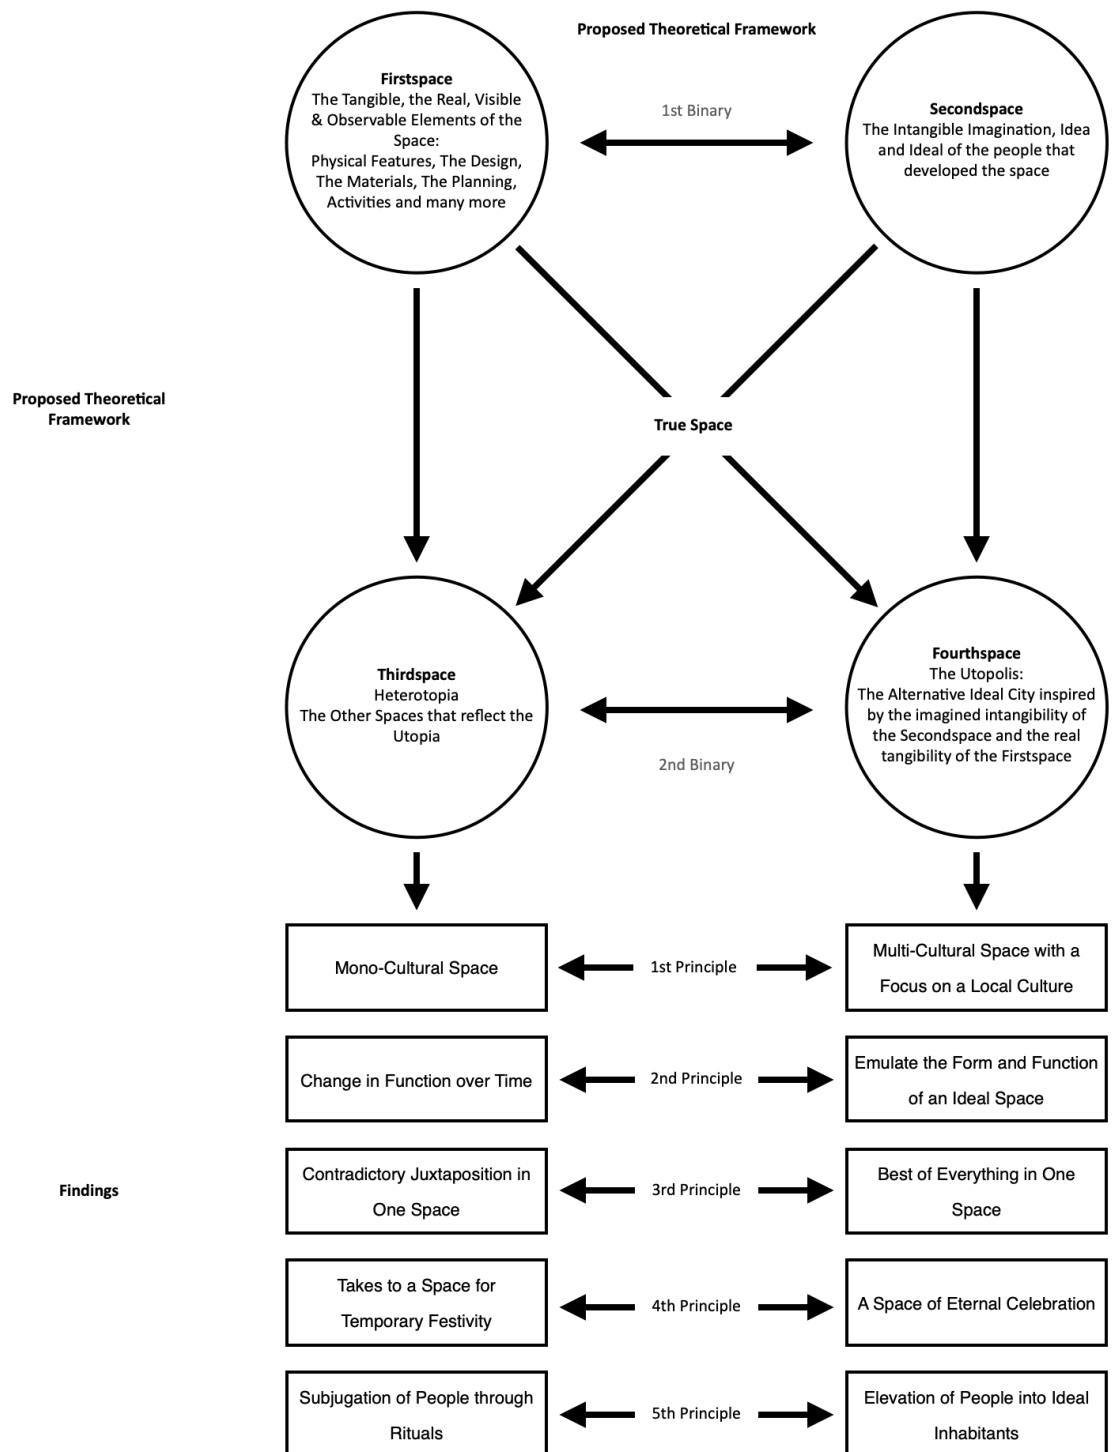 Proposed Theoretical Framework
Firstspace
The Tangible, the Real, Visible
& Observable Elements of the
Space:
Physical Features, The Design,
The Materials, The Planning,
Activities and many more
1st Binary
Secondspace
The Intangible Imagination, Idea
and Ideal of the people that
developed the space
Proposed Theoretical
Framework
True Space
Thirdspace
Heterotopia
The Other Spaces that reflect the
Utopia
2nd Binary
Fourthspace
The Utopolis:
The Alternative Ideal City inspired
by the imagined intangibility of
the Secondspace and the real
tangibility of the Firstspace
Mono-Cultural Space
1st Principle
Multi-Cultural Space with a
Focus on a Local Culture
Change in Function over Time
2nd Principle
Emulate the Form and Function
of an Ideal Space
Findings
Contradictory Juxtaposition in
One Space
3rd Principle
Best of Everything in One
Space
Takes to a Space for
Temporary Festivity
4th Principle
A Space of Eternal Celebration
Subjugation of People through
Rituals
5th Principle
Elevation of People into Ideal
Inhabitants